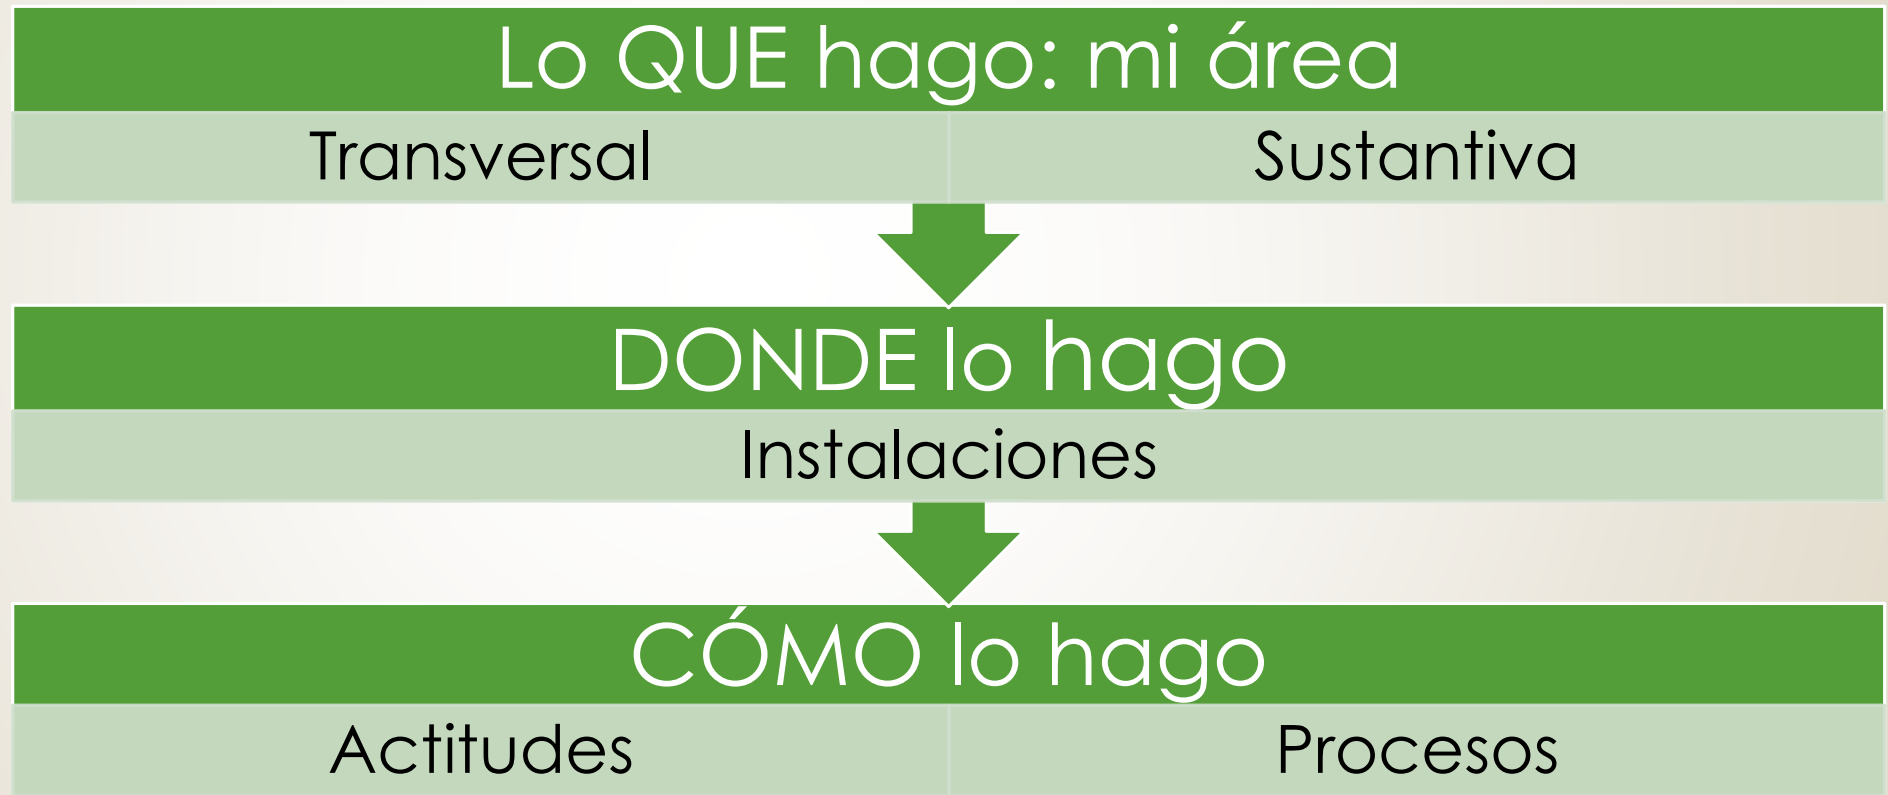 Lo QUE hago: mi área
Transversal
Sustantiva
DONDE lo hago
Instalaciones
CÓMO lo hago
Actitudes
Procesos